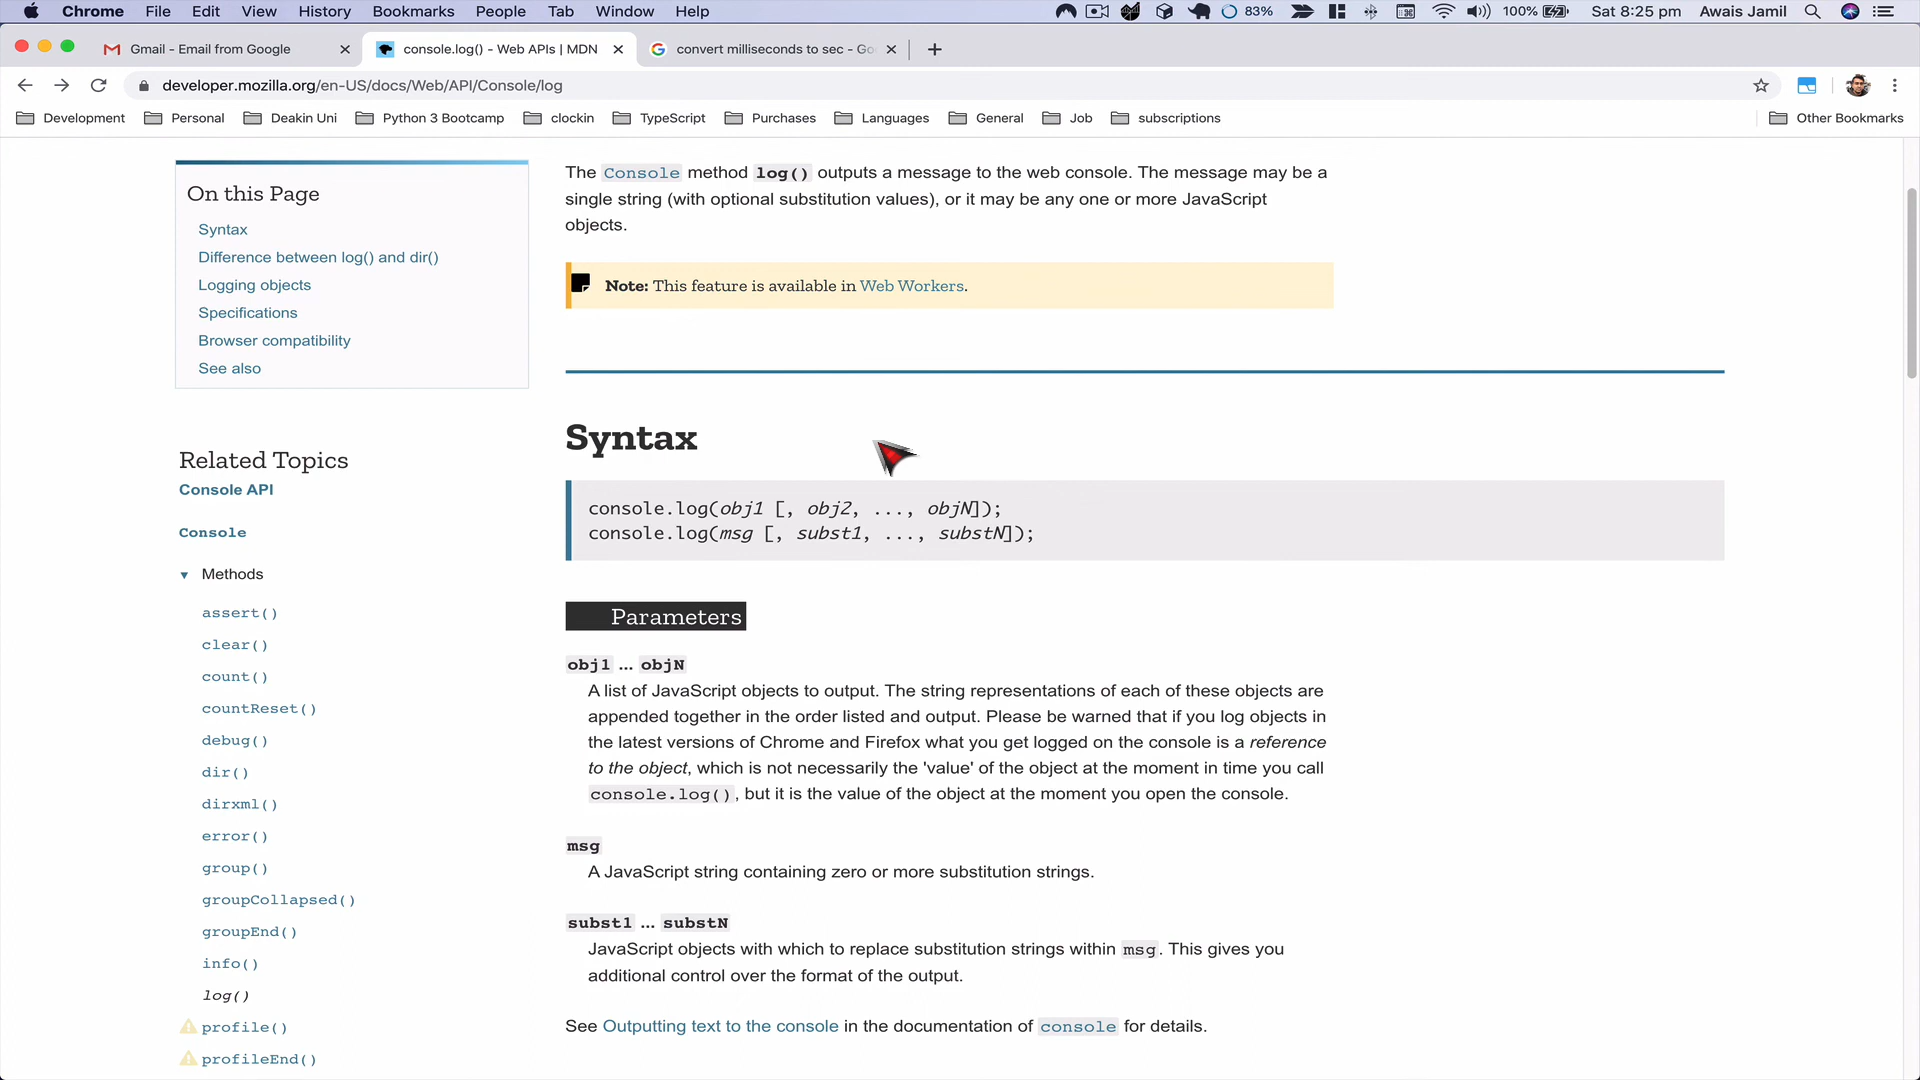 Chrome File Edit View History Bookmarks People Tab Window Help 83% 100% Sat 8:25 pm Awais Jamil
Gmail - Email from Google
console.log() - Web APIs | MDN
convert milliseconds to sec - Go
developer.mozilla.org/en-US/docs/Web/API/Console/log
Development Personal Deakin Uni Python 3 Bootcamp clockin TypeScript Purchases Languages General Job subscriptions Other Bookmarks
On this Page
Syntax
Difference between log() and dir()
Logging objects
Specifications
Browser compatibility
See also
Related Topics
Console API
Console
Methods
assert()
clear()
count()
countReset()
debug()
dir()
dirxml()
error()
group()
groupCollapsed()
groupEnd()
info()
log()
profile()
profileEnd()
The Console method log() outputs a message to the web console. The message may be a
single string (with optional substitution values), or it may be any one or more JavaScript
objects.
Note: This feature is available in Web Workers.
Syntax
console.log(obj1 [, obj2, ..., objN]);
console.log(msg [, subst1, ..., substN]);
Parameters
obj1 ... objN
A list of JavaScript objects to output. The string representations of each of these objects are
appended together in the order listed and output. Please be warned that if you log objects in
the latest versions of Chrome and Firefox what you get logged on the console is a reference
to the object, which is not necessarily the 'value' of the object at the moment in time you call
console.log(), but it is the value of the object at the moment you open the console.
msg
A JavaScript string containing zero or more substitution strings.
subst1 ... substN
JavaScript objects with which to replace substitution strings within msg. This gives you
additional control over the format of the output.
See Outputting text to the console in the documentation of console for details.